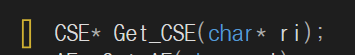 [] CSE* Get_CSE(char* ri);